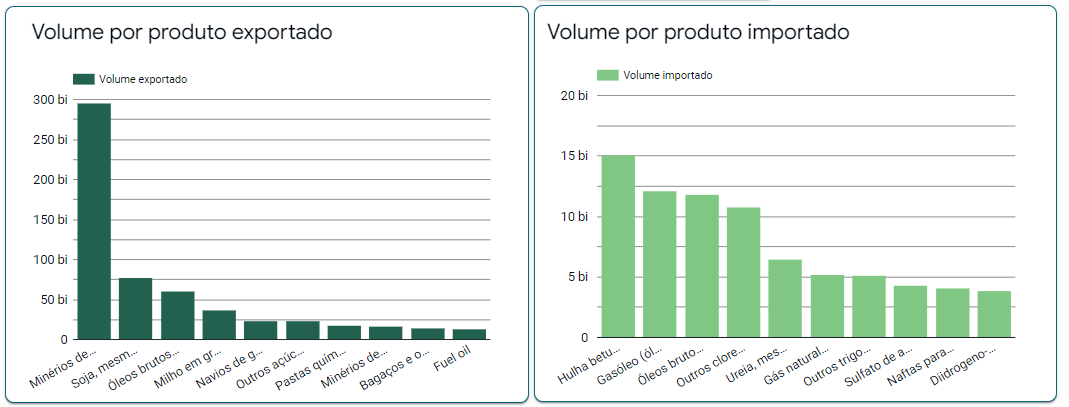 Volume por produto exportado
Volume exportado
300 bi
250 bi
200 bi
150 bi
100 bi
50 bi
0
Minérios de...
Soja, mesm...
Óleos brutos...
Milho em gr...
Navios de g...
Outros açúc...
Pastas quím...
Minérios de...
Bagaços e o...
Fuel oil
Volume por produto importado
Volume importado
20 bi
15 bi
10 bi
5 bi
0
Hulha betu...
Gasóleo (ól...
Óleos bruto...
Outros clore...
Ureia, mes...
Gás natural...
Outros trigo...
Sulfato de a...
Naftas para...
Diidrogeno-...